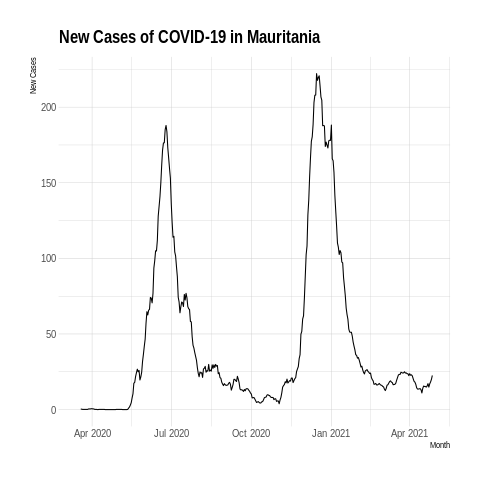 New Cases of COVID-19 in Mauritania
New Cases
200
150
100
50
0
Apr 2020 Jul 2020 Oct 2020 Jan 2021 Apr 2021
Month